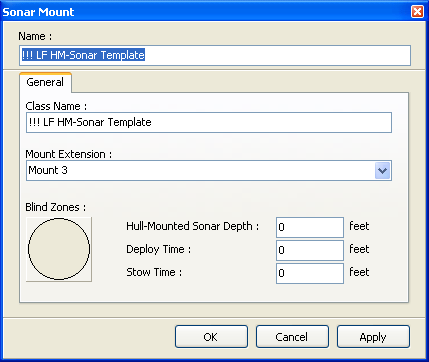 Sonar Mount
Name :
!!! LF HM-Sonar Template
General
Class Name :
!!! LF HM-Sonar Template
Mount Extension :
Mount 3
Blind Zones :
Hull-Mounted Sonar Depth : 0 feet
Deploy Time : 0 feet
Stow Time : 0 feet
OK Cancel Apply